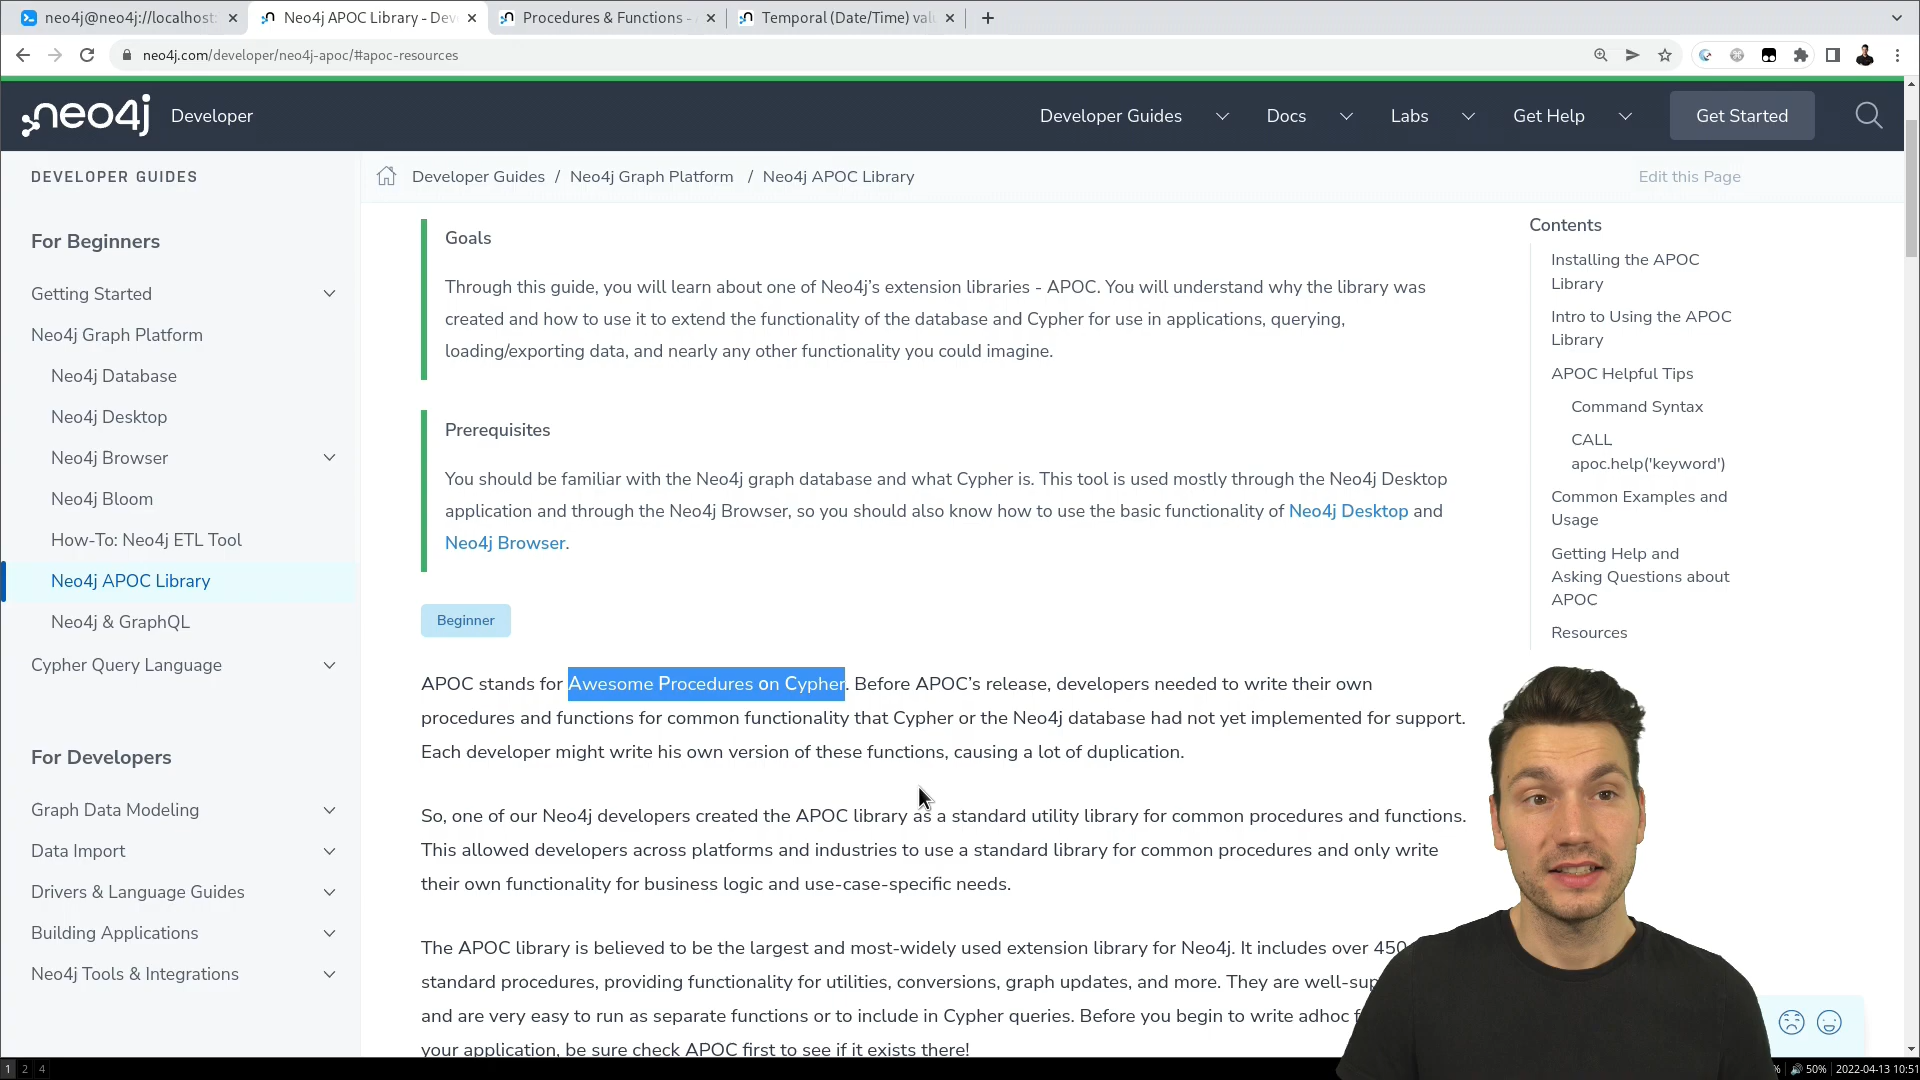 neo4j@neo4j://localhost:
Neo4j APOC Library - Dev
Procedures & Functions -
Temporal (Date/Time) val
neo4j.com/developer/neo4j-apoc/#apoc-resources
neo4j Developer
Developer Guides
Docs
Labs
Get Help
Get Started
DEVELOPER GUIDES
Developer Guides / Neo4j Graph Platform / Neo4j APOC Library
Edit this Page
For Beginners
Getting Started
Neo4j Graph Platform
Neo4j Database
Neo4j Desktop
Neo4j Browser
Neo4j Bloom
How-To: Neo4j ETL Tool
Neo4j APOC Library
Neo4j & GraphQL
Cypher Query Language
For Developers
Graph Data Modeling
Data Import
Drivers & Language Guides
Building Applications
Neo4j Tools & Integrations
Goals
Through this guide, you will learn about one of Neo4j’s extension libraries - APOC. You will understand why the library was
created and how to use it to extend the functionality of the database and Cypher for use in applications, querying,
loading/exporting data, and nearly any other functionality you could imagine.
Prerequisites
You should be familiar with the Neo4j graph database and what Cypher is. This tool is used mostly through the Neo4j Desktop
application and through the Neo4j Browser, so you should also know how to use the basic functionality of Neo4j Desktop and
Neo4j Browser.
Beginner
APOC stands for Awesome Procedures on Cypher. Before APOC’s release, developers needed to write their own
procedures and functions for common functionality that Cypher or the Neo4j database had not yet implemented for support.
Each developer might write his own version of these functions, causing a lot of duplication.
So, one of our Neo4j developers created the APOC library as a standard utility library for common procedures and functions.
This allowed developers across platforms and industries to use a standard library for common procedures and only write
their own functionality for business logic and use-case-specific needs.
The APOC library is believed to be the largest and most-widely used extension library for Neo4j. It includes over 450
standard procedures, providing functionality for utilities, conversions, graph updates, and more. They are well-sup
and are very easy to run as separate functions or to include in Cypher queries. Before you begin to write adhoc f
your application, be sure check APOC first to see if it exists there!
Contents
Installing the APOC
Library
Intro to Using the APOC
Library
APOC Helpful Tips
Command Syntax
CALL
apoc.help('keyword')
Common Examples and
Usage
Getting Help and
Asking Questions about
APOC
Resources
1 2 4
% 50% 2022-04-13 10:51